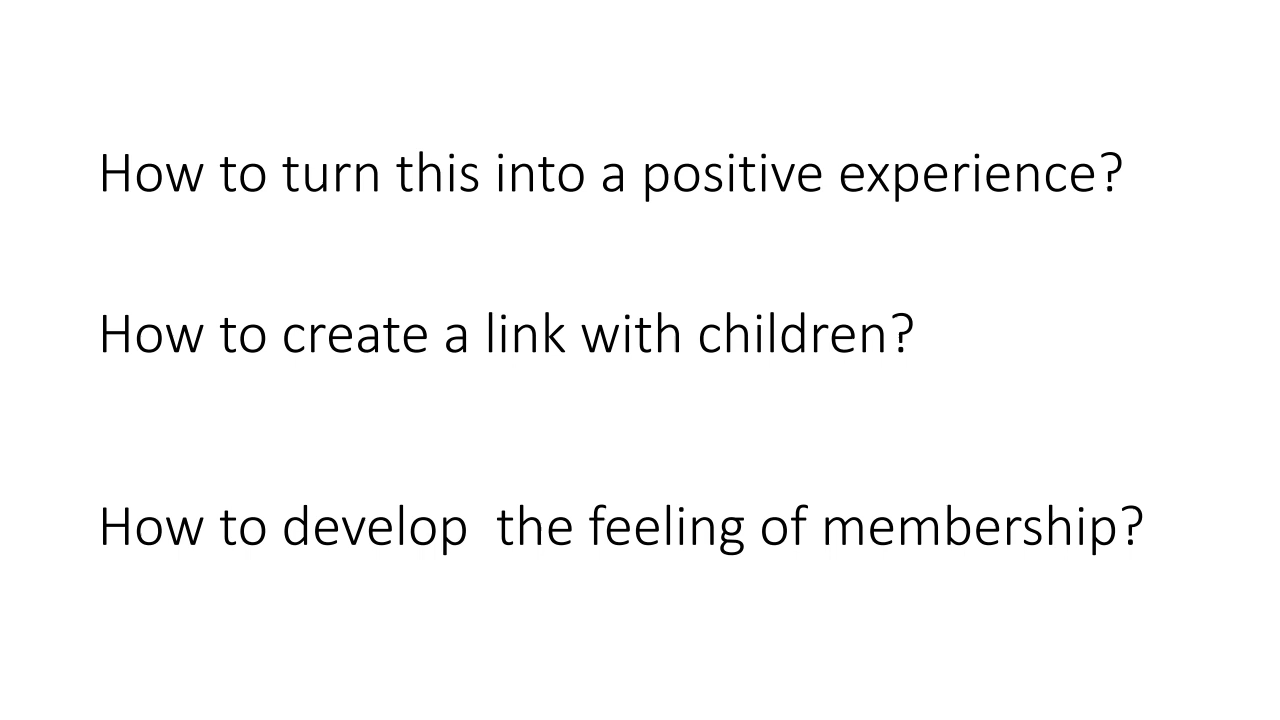 How to turn this into a positive experience?
How to create a link with children?
How to develop  the feeling of membership?